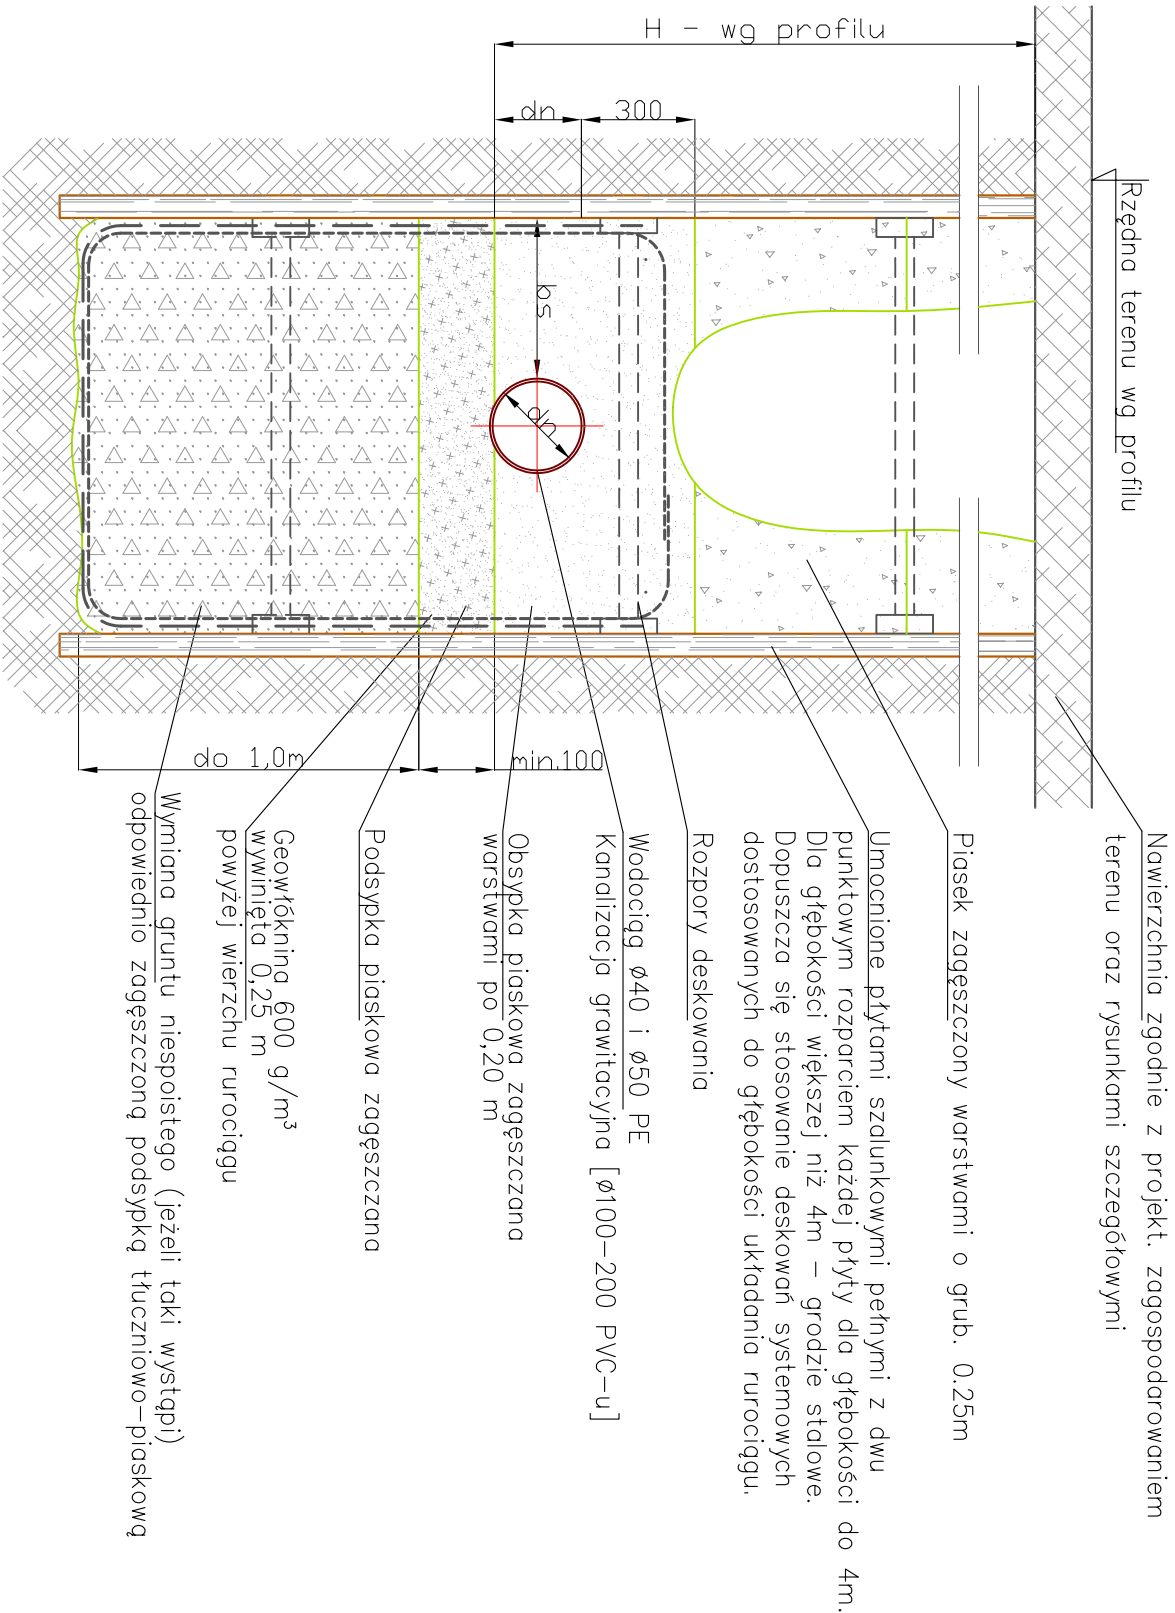 H - wg profilu
dn
300
Rzędna terenu wg profilu
bs
dn
do 1,0m
min.100
Nawierzchnia zgodnie z projekt. zagospodarowaniem
terenu oraz rysunkami szczegółowymi
Piasek zagęszczony warstwami o grub. 0.25m
Umocnione płytami szalunkowymi pełnymi z dwu
punktowym rozparciem każdej płyty dla głębokości do 4m.
Dla głębokości większej niż 4m - grodzie stalowe.
Dopuszcza się stosowanie deskowań systemowych
dostosowanych do głębokości układania rurociągu.
Rozpory deskowania
Wodociąg ø40 i ø50 PE
Kanalizacja grawitacyjna [ø100-200 PVC-u]
Obsypka piaskowa zagęszczana
warstwami po 0,20 m
Podsypka piaskowa zagęszczana
Geowłóknina 600 g/m³
wywinięta 0,25 m
powyżej wierzchu rurociągu
Wymiana gruntu niespoistego (jeżeli taki wystąpi)
odpowiednio zagęszczoną podsypką tłuczniowo-piaskową